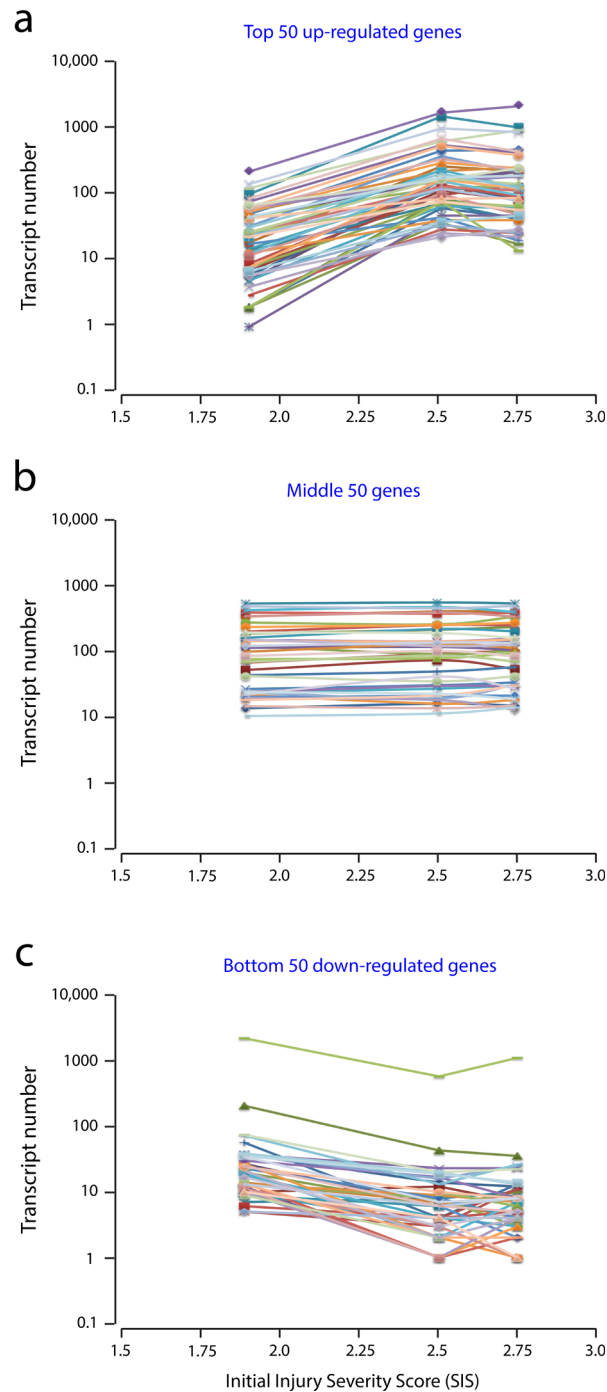 a
Top 50 up-regulated genes
10,000
1000
100
10
1
0.1
Transcript number
1.5 1.75 2.0 2.25 2.5 2.75 3.0
b
Middle 50 genes
10,000
1000
100
10
1
0.1
Transcript number
1.5 1.75 2.0 2.25 2.5 2.75 3.0
c
Bottom 50 down-regulated genes
10,000
1000
100
10
1
0.1
Transcript number
1.5 1.75 2.0 2.25 2.5 2.75 3.0
Initial Injury Severity Score (SIS)